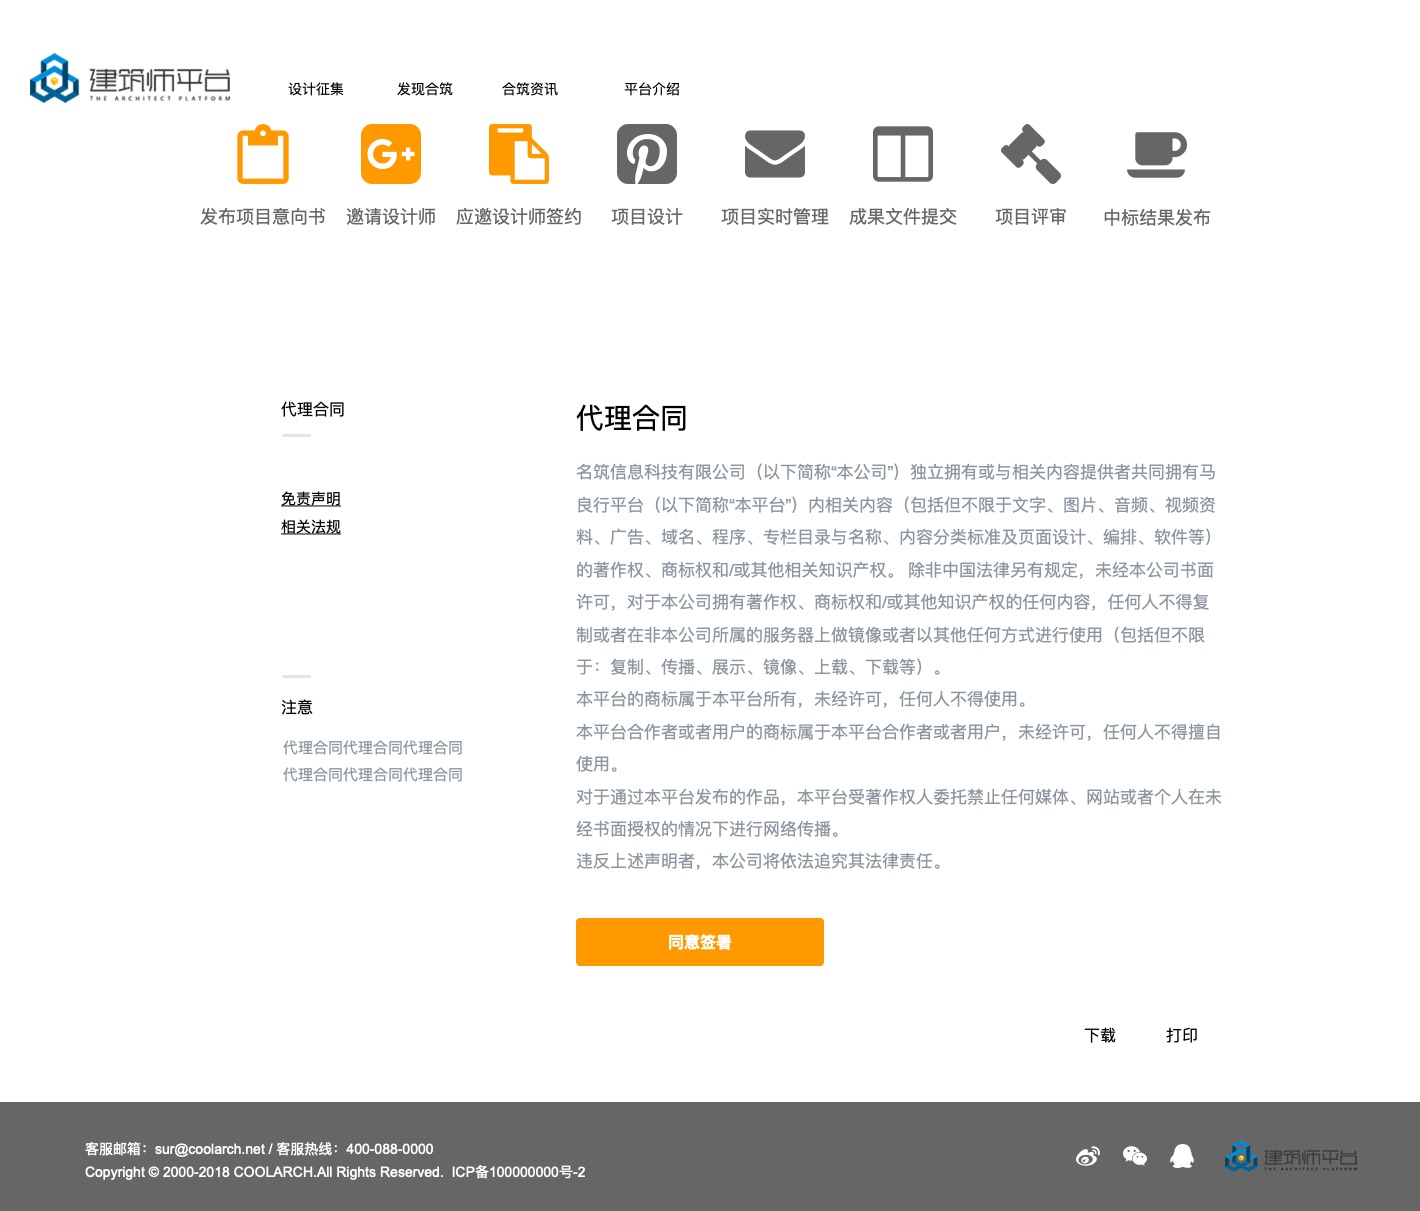 建筑师平台
THE ARCHITECT PLATFORM
设计征集 发现合筑 合筑资讯 平台介绍
发布项目意向书 邀请设计师 应邀设计师签约 项目设计 项目实时管理 成果文件提交 项目评审 中标结果发布
代理合同
免责声明
相关法规
注意
代理合同代理合同代理合同
代理合同代理合同代理合同
代理合同
名筑信息科技有限公司（以下简称“本公司”）独立拥有或与相关内容提供者共同拥有马
良行平台（以下简称“本平台”）内相关内容（包括但不限于文字、图片、音频、视频资
料、广告、域名、程序、专栏目录与名称、内容分类标准及页面设计、编排、软件等）
的著作权、商标权和/或其他相关知识产权。 除非中国法律另有规定，未经本公司书面
许可，对于本公司拥有著作权、商标权和/或其他知识产权的任何内容，任何人不得复
制或者在非本公司所属的服务器上做镜像或者以其他任何方式进行使用（包括但不限
于：复制、传播、展示、镜像、上载、下载等）。
本平台的商标属于本平台所有，未经许可，任何人不得使用。
本平台合作者或者用户的商标属于本平台合作者或者用户，未经许可，任何人不得擅自
使用。
对于通过本平台发布的作品，本平台受著作权人委托禁止任何媒体、网站或者个人在未
经书面授权的情况下进行网络传播。
违反上述声明者，本公司将依法追究其法律责任。
同意签署
下载 打印
客服邮箱：sur@coolarch.net / 客服热线：400-088-0000
Copyright © 2000-2018 COOLARCH.All Rights Reserved.  ICP备100000000号-2
建筑师平台
THE ARCHITECT PLATFORM